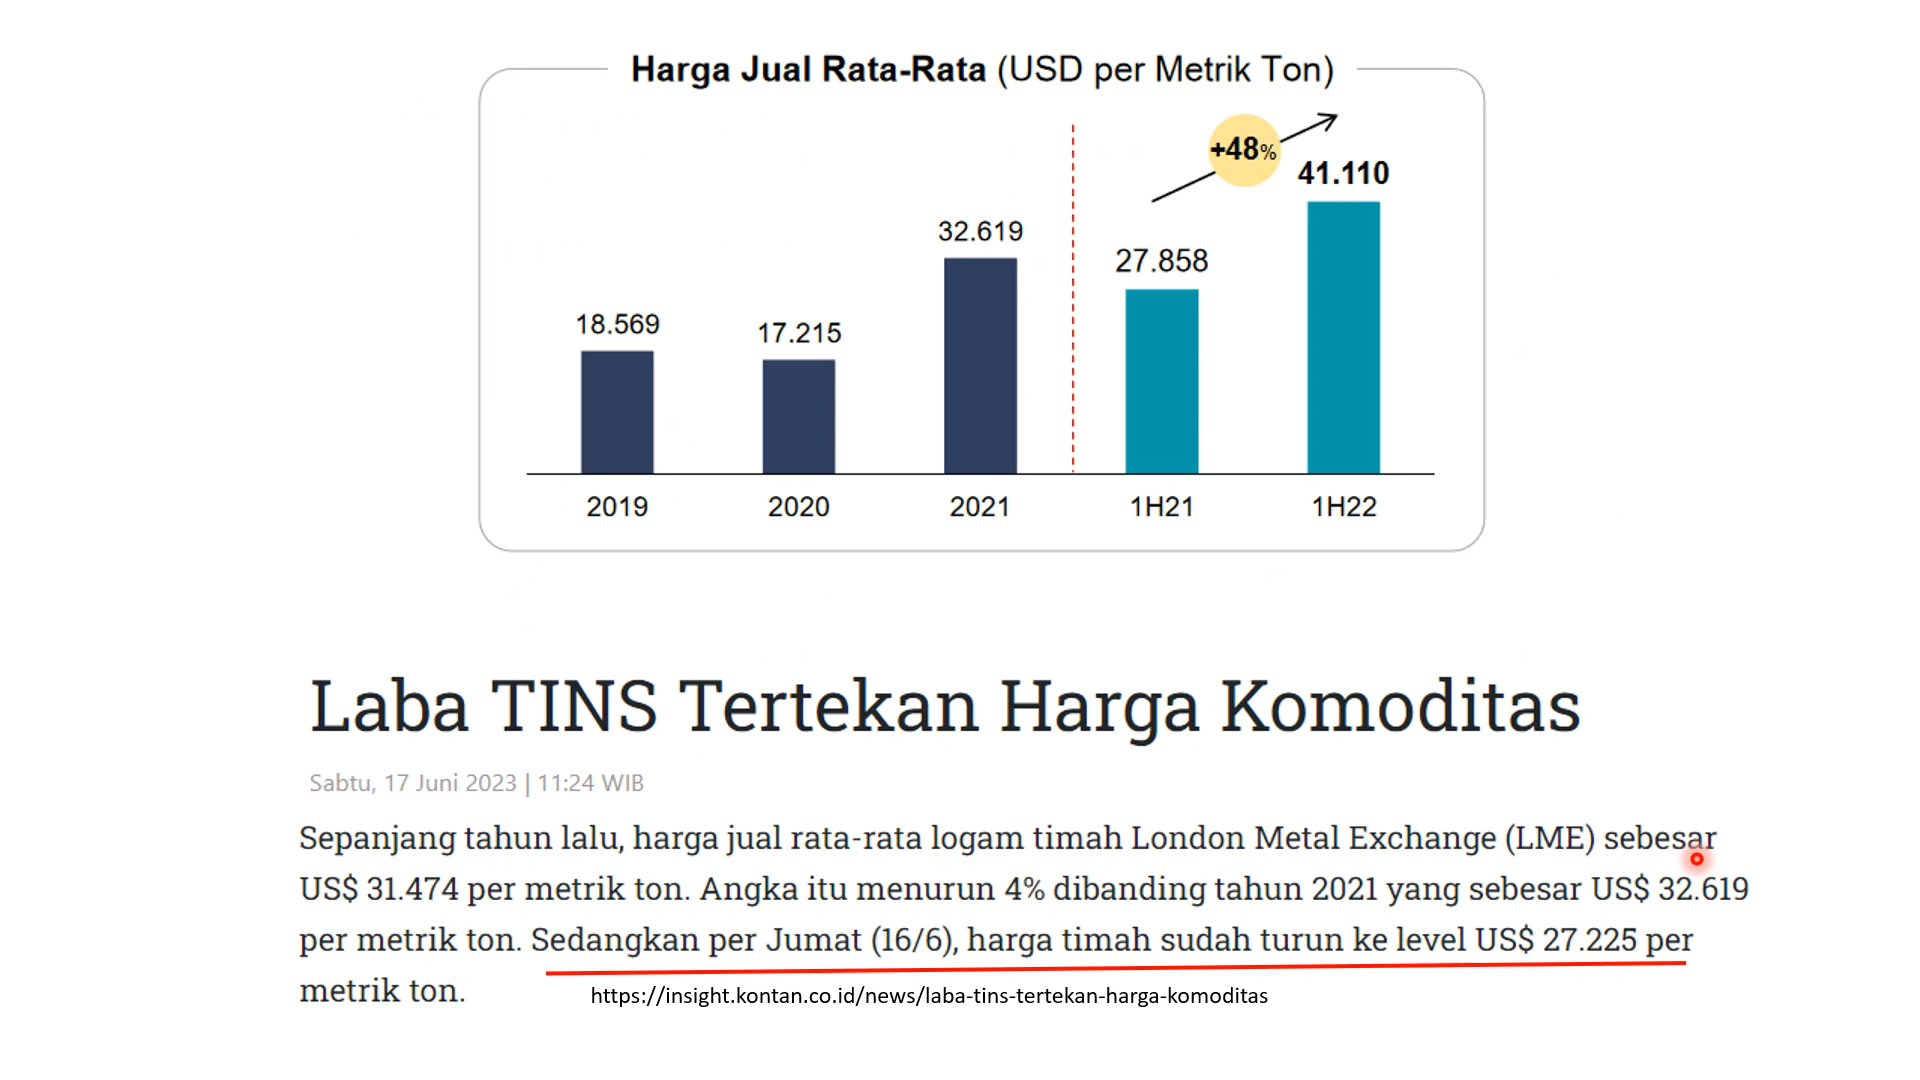 Harga Jual Rata-Rata (USD per Metrik Ton)
+48%
41.110
32.619
27.858
18.569
17.215
2019 2020 2021 1H21 1H22
Laba TINS Tertekan Harga Komoditas
Sabtu, 17 Juni 2023 | 11:24 WIB
Sepanjang tahun lalu, harga jual rata-rata logam timah London Metal Exchange (LME) sebesar
US$ 31.474 per metrik ton. Angka itu menurun 4% dibanding tahun 2021 yang sebesar US$ 32.619
per metrik ton. Sedangkan per Jumat (16/6), harga timah sudah turun ke level US$ 27.225 per
metrik ton.
https://insight.kontan.co.id/news/laba-tins-tertekan-harga-komoditas